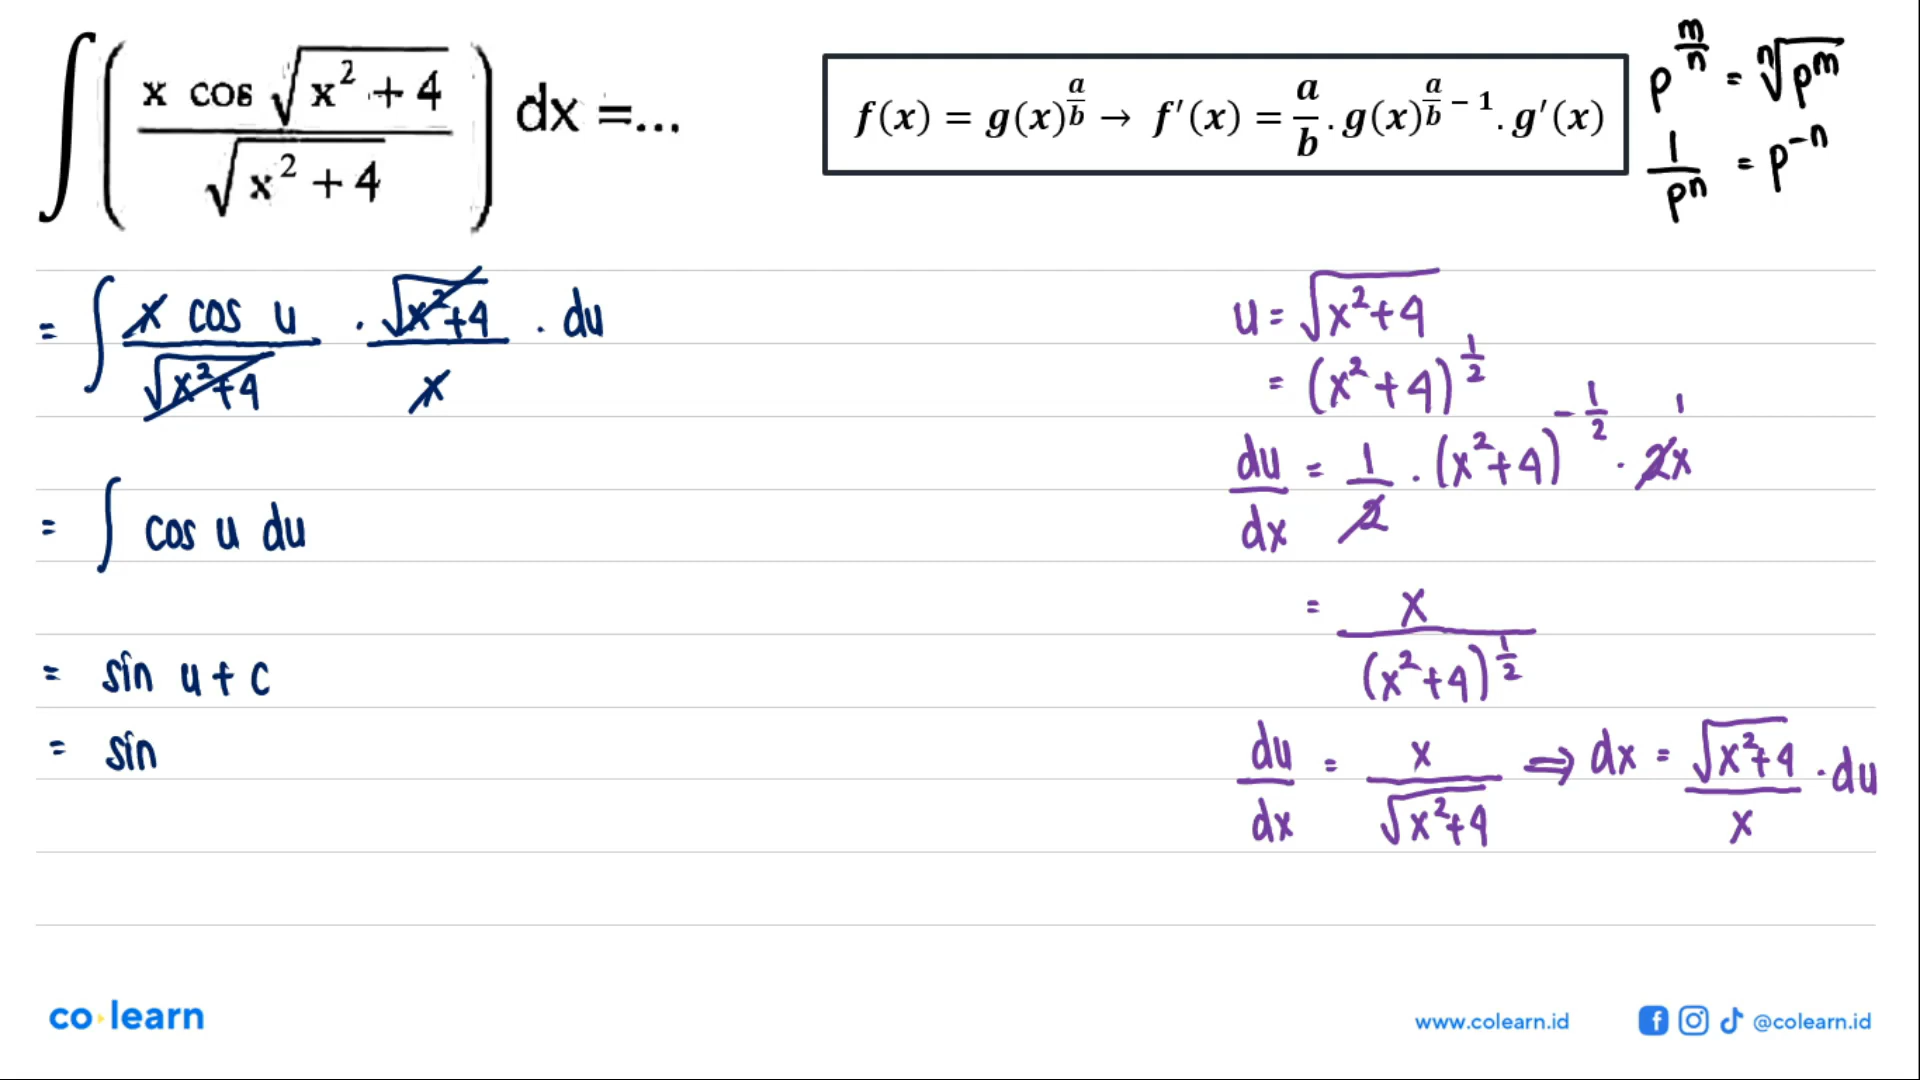 ∫ ( x cos √(x² + 4) / √(x² + 4) ) dx =...
f(x) = g(x)^(a/b) → f'(x) = a/b . g(x)^(a/b − 1) . g'(x)
p^(m/n) = ⁿ√(p^m)
1/pⁿ = p⁻ⁿ
= ∫ x cos u / √(x²+4) · √(x²+4) / x · du
= ∫ cos u du
= sin u + c
= sin
u = √(x²+4)
= (x²+4)^(1/2)
du/dx = 1/2 · (x²+4)^(−1/2) · 2x 1
= x / (x²+4)^(1/2)
du/dx = x / √(x²+4) ⇒ dx = √(x²+4) / x · du
co learn
www.colearn.id
@colearn.id